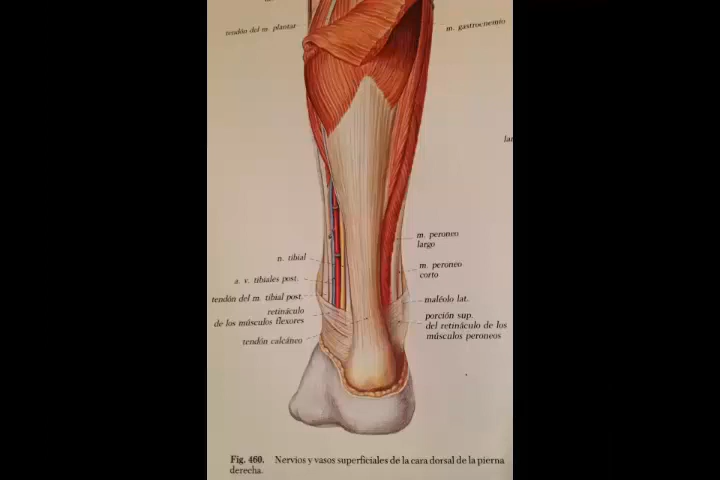 tendón del m plantar
m. gastrocnemio
m. peroneo
largo
n. tibial
m. peroneo
corto
a. v. tibiales post.
tendón del m. tibial post.
maléolo lat.
retináculo
de los músculos flexores
porción sup.
del retináculo de los
músculos peroneos
tendón calcáneo
Fig. 460. Nervios y vasos superficiales de la cara dorsal de la pierna
derecha.